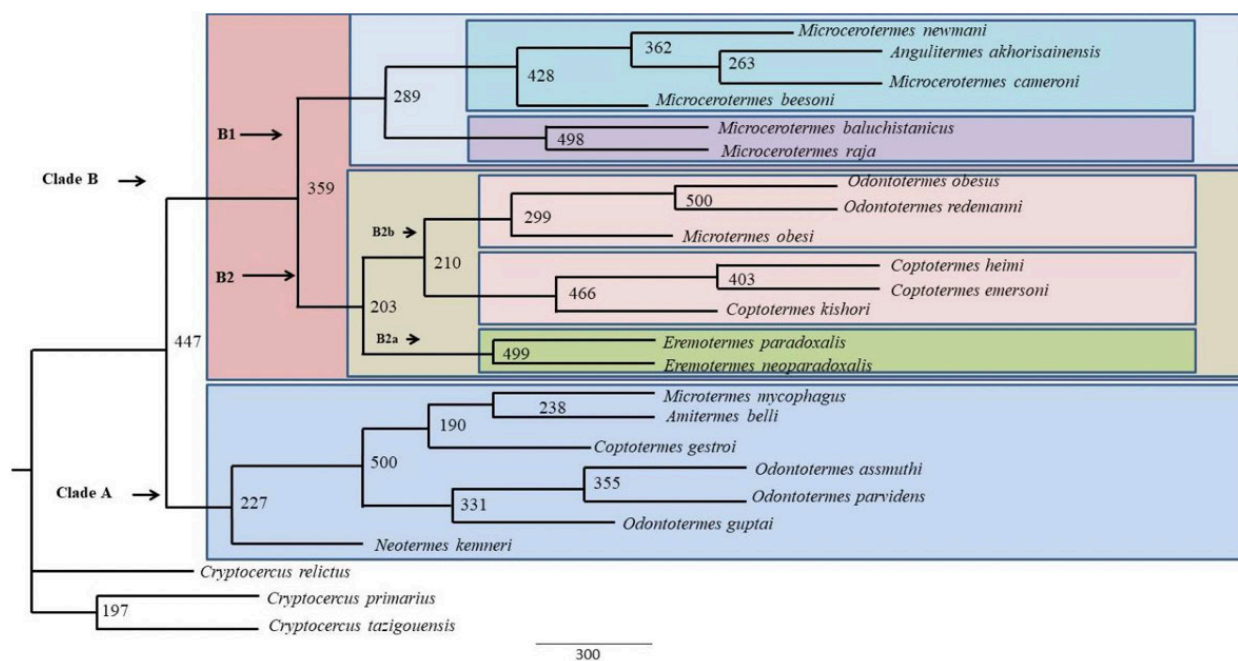 Microcerotermes newmani
362
Angulitermes akhorisainensis
263
428
Microcerotermes cameroni
289
Microcerotermes beesoni
B1
Microcerotermes baluchistanicus
498
Microcerotermes raja
Clade B
359
Odontotermes obesus
500
299
Odontotermes redemanni
B2b
Microtermes obesi
210
Coptotermes heimi
B2
403
466
Coptotermes emersoni
203
Coptotermes kishori
B2a
447
Eremotermes paradoxalis
499
Eremotermes neoparadoxalis
Microtermes mycophagus
238
190
Amitermes belli
Coptotermes gestroi
500
Odontotermes assmuthi
355
Clade A
227
331
Odontotermes parvidens
Odontotermes guptai
Neotermes kemneri
Cryptocercus relictus
Cryptocercus primarius
197
Cryptocercus tazigouensis
300